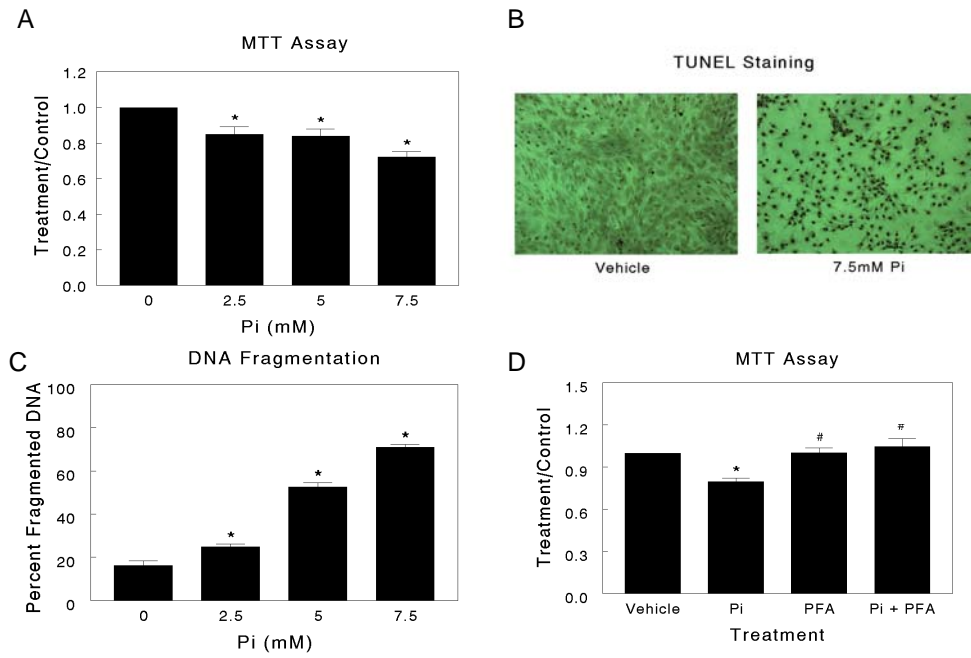 A
MTT Assay
Treatment/Control
1.2
1.0
0.8
0.6
0.4
0.2
0.0
*
*
*
0 2.5 5 7.5
Pi (mM)
B
TUNEL Staining
Vehicle 7.5mM Pi
C
DNA Fragmentation
Percent Fragmented DNA
100
80
60
40
20
0
*
*
*
0 2.5 5 7.5
Pi (mM)
D
MTT Assay
Treatment/Control
1.5
1.2
0.9
0.6
0.3
0.0
*
#
#
Vehicle Pi PFA Pi + PFA
Treatment